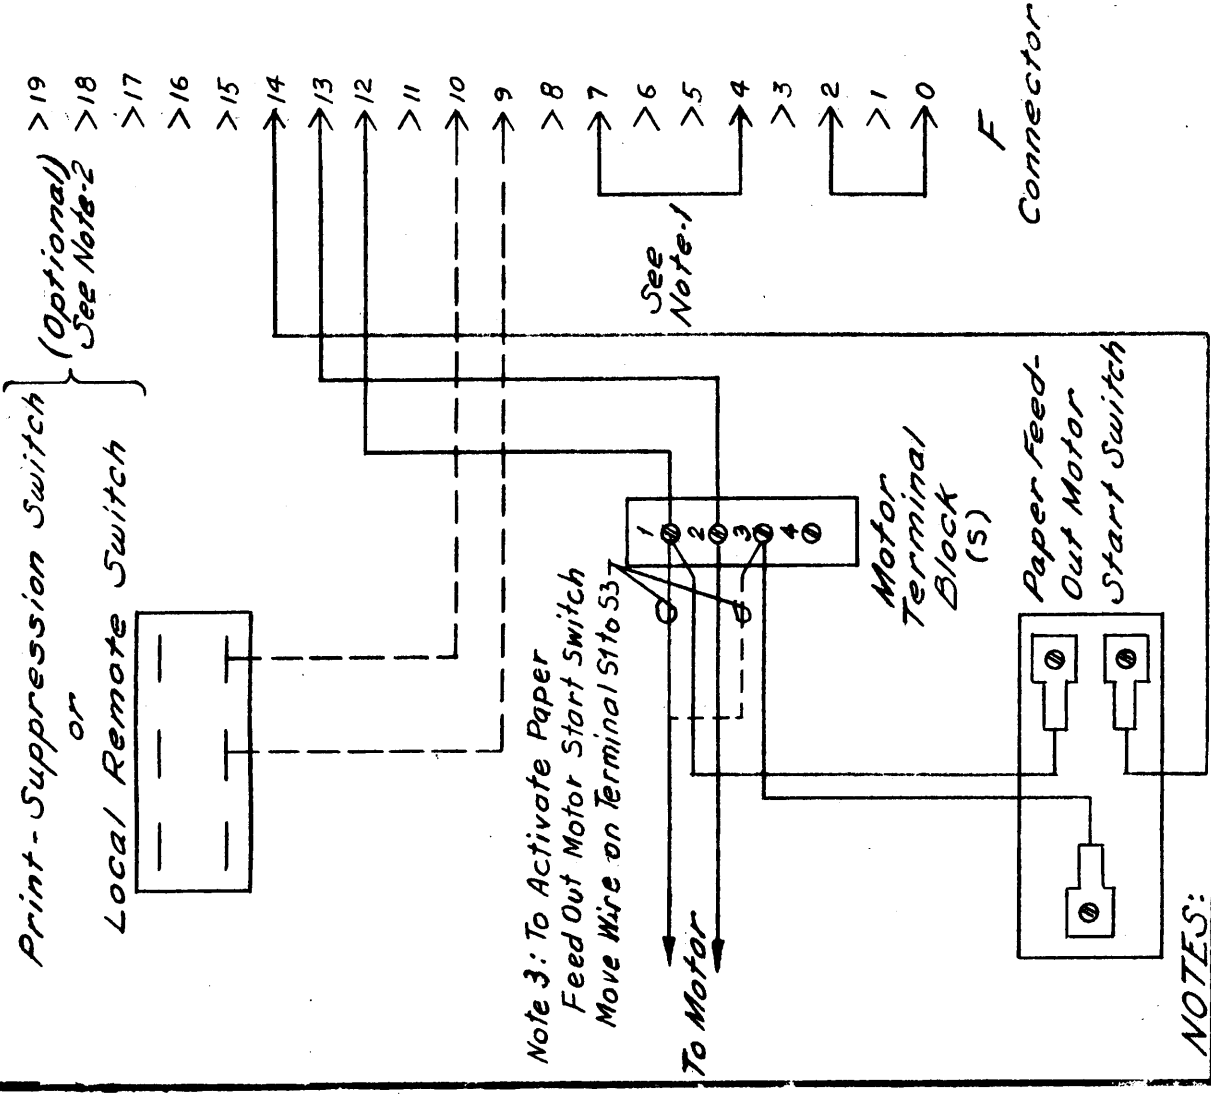 Print-Suppression Switch
or
Local Remote Switch
(Optional)
See Note-2
19
18
17
16
15
14
13
12
11
10
9
8
7
6
5
4
3
2
1
0
F
Connector
See
Note-1
Note 3: To Activate Paper
Feed Out Motor Start Switch
Move Wire on Terminal S1 to S3
1
2
3
4
Motor
Terminal
Block
(S)
To Motor
Paper Feed-
Out Motor
Start Switch
NOTES: